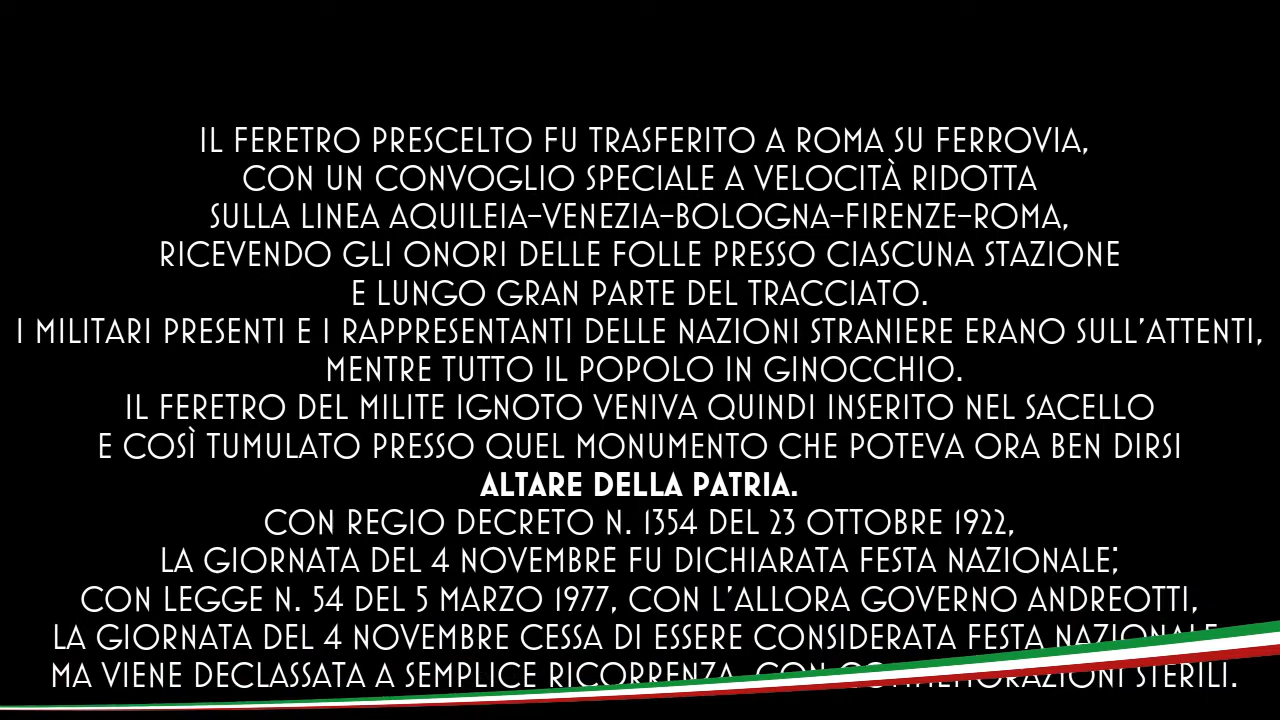 IL FERETRO PRESCELTO FU TRASFERITO A ROMA SU FERROVIA,
CON UN CONVOGLIO SPECIALE A VELOCITÀ RIDOTTA
SULLA LINEA AQUILEIA-VENEZIA-BOLOGNA-FIRENZE-ROMA,
RICEVENDO GLI ONORI DELLE FOLLE PRESSO CIASCUNA STAZIONE
E LUNGO GRAN PARTE DEL TRACCIATO.
I MILITARI PRESENTI E I RAPPRESENTANTI DELLE NAZIONI STRANIERE ERANO SULL'ATTENTI,
MENTRE TUTTO IL POPOLO IN GINOCCHIO.
IL FERETRO DEL MILITE IGNOTO VENIVA QUINDI INSERITO NEL SACELLO
E COSÌ TUMULATO PRESSO QUEL MONUMENTO CHE POTEVA ORA BEN DIRSI
ALTARE DELLA PATRIA.
CON REGIO DECRETO N. 1354 DEL 23 OTTOBRE 1922,
LA GIORNATA DEL 4 NOVEMBRE FU DICHIARATA FESTA NAZIONALE;
CON LEGGE N. 54 DEL 5 MARZO 1977, CON L'ALLORA GOVERNO ANDREOTTI,
LA GIORNATA DEL 4 NOVEMBRE CESSA DI ESSERE CONSIDERATA FESTA NAZIONALE
MA VIENE DECLASSATA A SEMPLICE RICORRENZA, CON COMMEMORAZIONI STERILI.